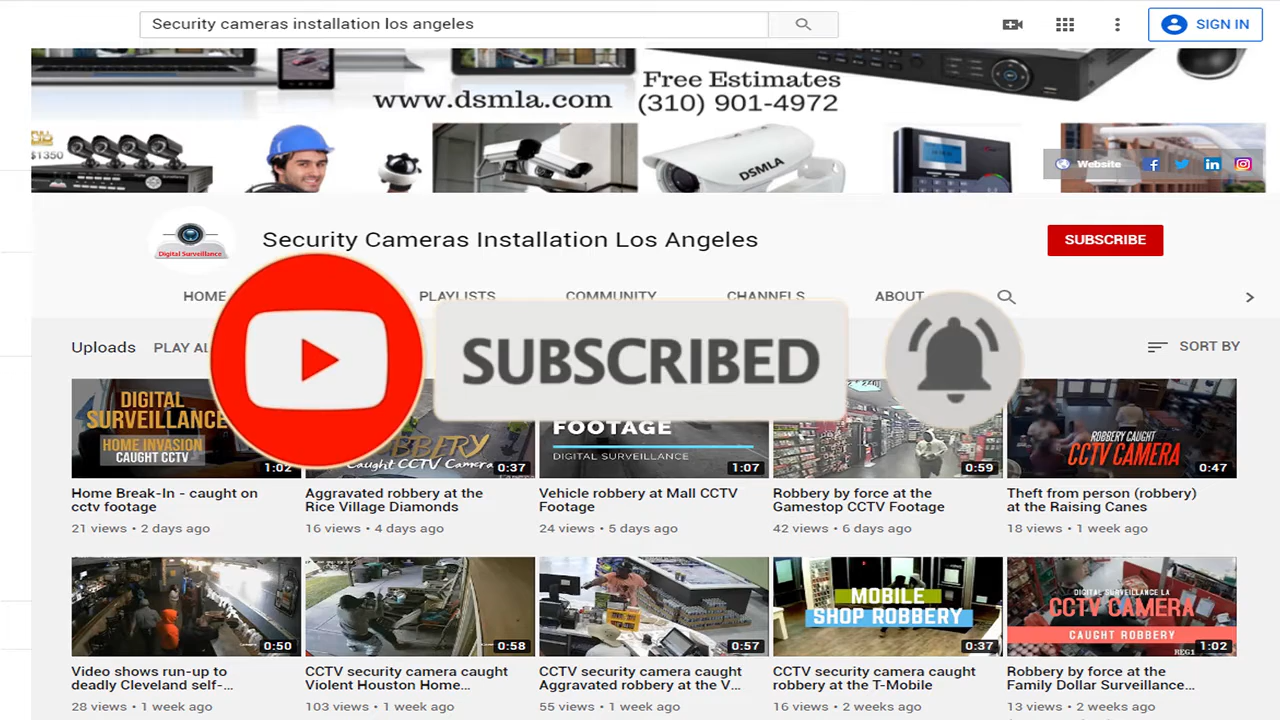 Security cameras installation los angeles
SIGN IN
www.dsmla.com
Free Estimates
(310) 901-4972
$1350
DSMLA
Website
Digital Surveillance
Security Cameras Installation Los Angeles
SUBSCRIBE
HOME
PLAYLISTS
COMMUNITY
CHANNELS
ABOUT
Uploads
PLAY AL
SORT BY
SUBSCRIBED
DIGITAL
SURVEILLANCE
HOME INVASION
CAUGHT CCTV
1:02
ROBBERY
Caught CCTV Camera
0:37
FOOTAGE
DIGITAL SURVEILLANCE
1:07
0:59
ROBBERY CAUGHT
CCTV CAMERA
0:47
Home Break-In - caught on
cctv footage
21 views • 2 days ago
Aggravated robbery at the
Rice Village Diamonds
16 views • 4 days ago
Vehicle robbery at Mall CCTV
Footage
24 views • 5 days ago
Robbery by force at the
Gamestop CCTV Footage
42 views • 6 days ago
Theft from person (robbery)
at the Raising Canes
18 views • 1 week ago
0:50
0:58
0:57
MOBILE
SHOP ROBBERY
0:37
DIGITAL SURVEILLANCE LA
CCTV CAMERA
CAUGHT ROBBERY
REG1
1:02
Video shows run-up to
deadly Cleveland self-...
28 views • 1 week ago
CCTV security camera caught
Violent Houston Home...
103 views • 1 week ago
CCTV security camera caught
Aggravated robbery at the V...
55 views • 1 week ago
CCTV security camera caught
robbery at the T-Mobile
16 views • 2 weeks ago
Robbery by force at the
Family Dollar Surveillance...
13 views • 2 weeks ago